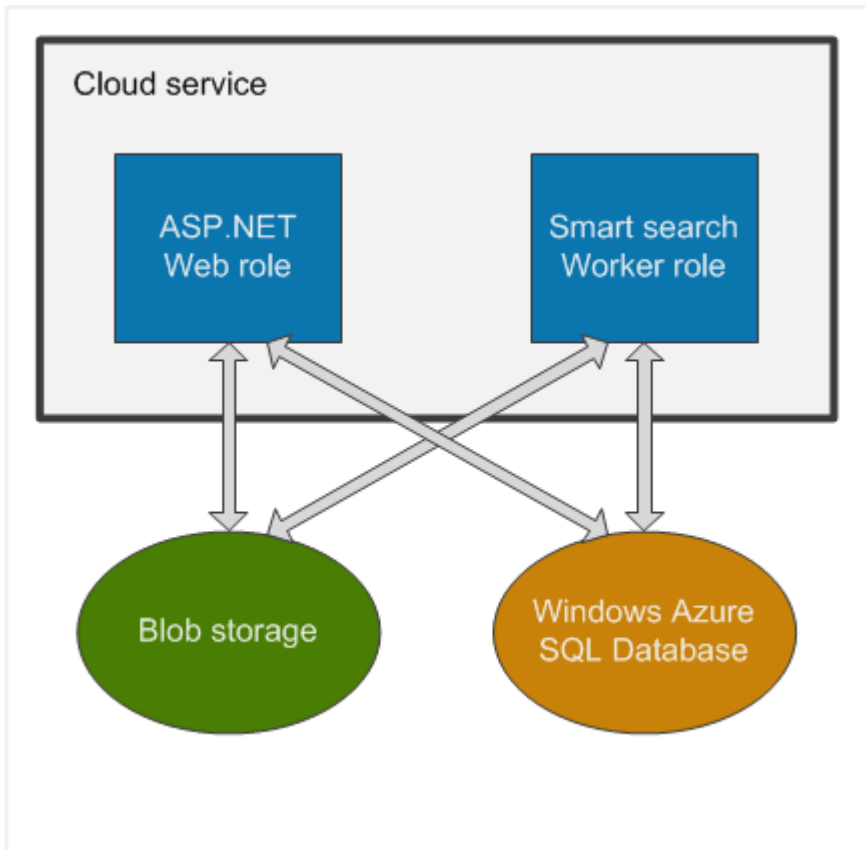 Cloud service
ASP.NET
Web role
Smart search
Worker role
Blob storage
Windows Azure
SQL Database